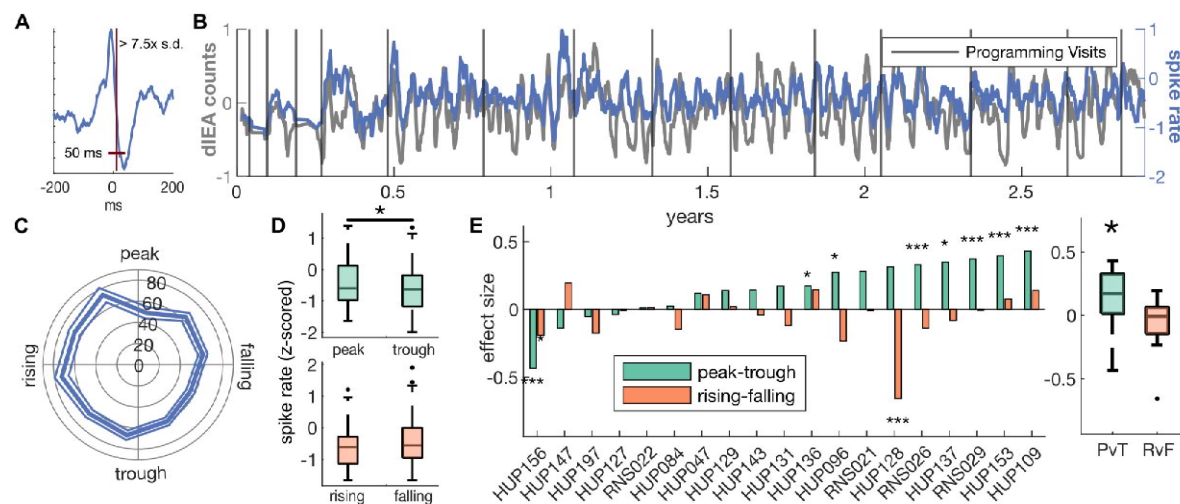 A
> 7.5x s.d.
50 ms
-200 0 200
ms
B
1
0
-1
dIEA counts
Programming Visits
1
0
-1
-2
spike rate
0 0.5 1 1.5 2 2.5
years
C
peak
80
60
40
20
0
rising
falling
trough
D
*
1
0
-1
-2
peak trough
spike rate (z-scored)
2
1
0
-1
rising falling
E
0.5
0
-0.5
effect size
*** * * * *** * *** *** *** ***
peak-trough
rising-falling
HUP156 HUP147 HUP197 HUP127 RNS022 HUP084 HUP047 HUP129 HUP143 HUP131 HUP136 HUP096 RNS021 HUP128 RNS026 HUP137 RNS029 HUP153 HUP109
*
0.5
0
-0.5
PvT RvF